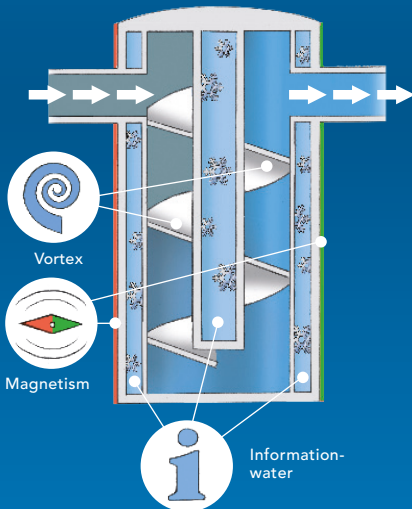 Vortex
Magnetism
i
Information-
water